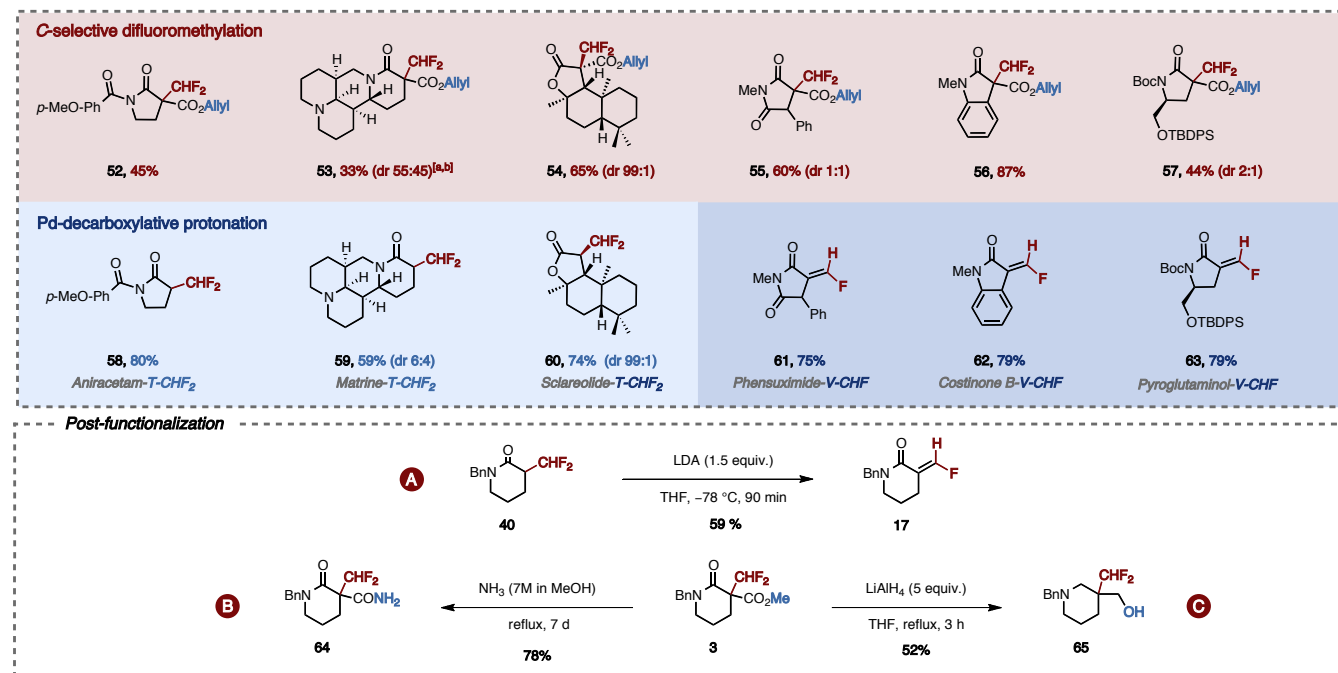 C-selective difluoromethylation
O O CHF2 CO2Allyl N p-MeO-Ph
H O CHF2 CO2Allyl N H H N H
O CHF2 CO2Allyl O H H
O CHF2 CO2Allyl MeN O Ph
O CHF2 CO2Allyl MeN
O CHF2 CO2Allyl BocN OTBDPS
52, 45%
53, 33% (dr 55:45)[a,b]
54, 65% (dr 99:1)
55, 60% (dr 1:1)
56, 87%
57, 44% (dr 2:1)
Pd-decarboxylative protonation
O O CHF2 N p-MeO-Ph
H O CHF2 N H H N H
O CHF2 O H H
O H F MeN O Ph
O H F MeN
O H F BocN OTBDPS
58, 80%
59, 59% (dr 6:4)
60, 74% (dr 99:1)
61, 75%
62, 79%
63, 79%
Aniracetam-T-CHF2
Matrine-T-CHF2
Sclareolide-T-CHF2
Phensuximide-V-CHF
Costinone B-V-CHF
Pyroglutaminol-V-CHF
Post-functionalization
A
O CHF2 BnN
40
LDA (1.5 equiv.)
THF, −78 °C, 90 min
59 %
O H F BnN
17
B
O CHF2 CONH2 BnN
64
NH3 (7M in MeOH)
reflux, 7 d
78%
O CHF2 CO2Me BnN
3
LiAlH4 (5 equiv.)
THF, reflux, 3 h
52%
CHF2 OH BnN
65
C